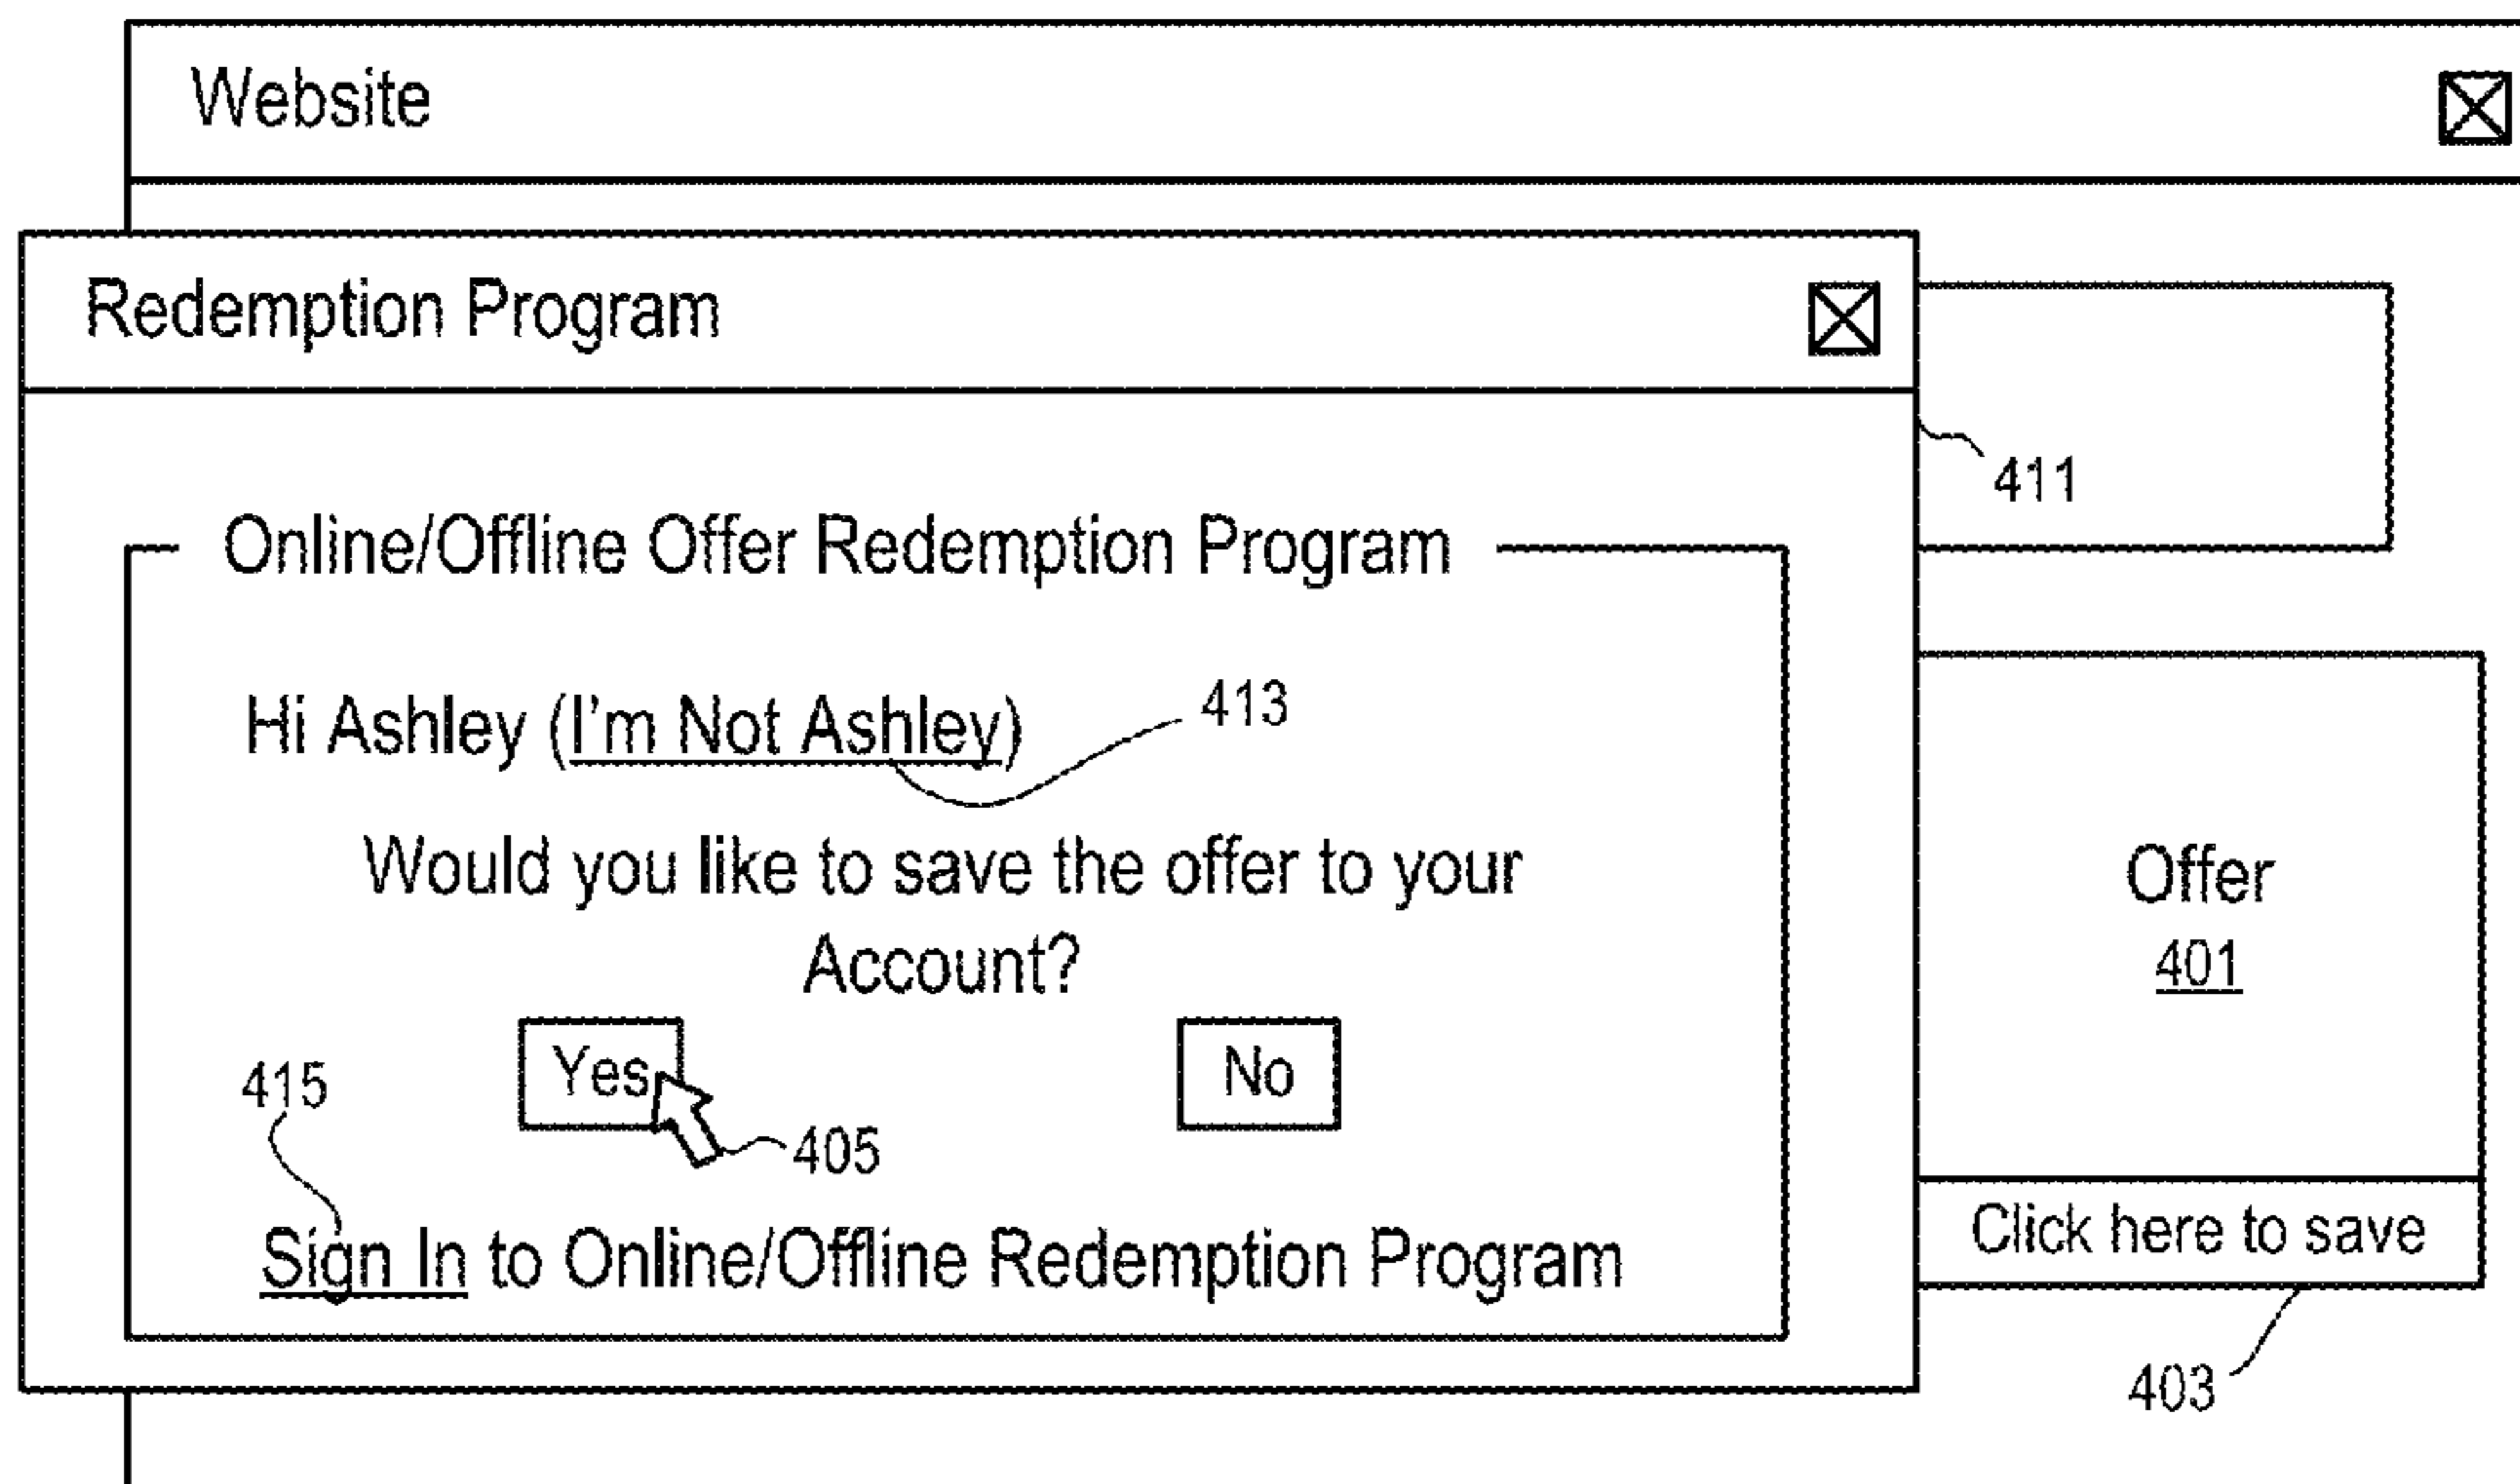 Website
Redemption Program
411
Online/Offline Offer Redemption Program
Hi Ashley (I'm Not Ashley)
413
Would you like to save the offer to your
Account?
Yes
No
415
405
Sign In to Online/Offline Redemption Program
Offer
401
Click here to save
403